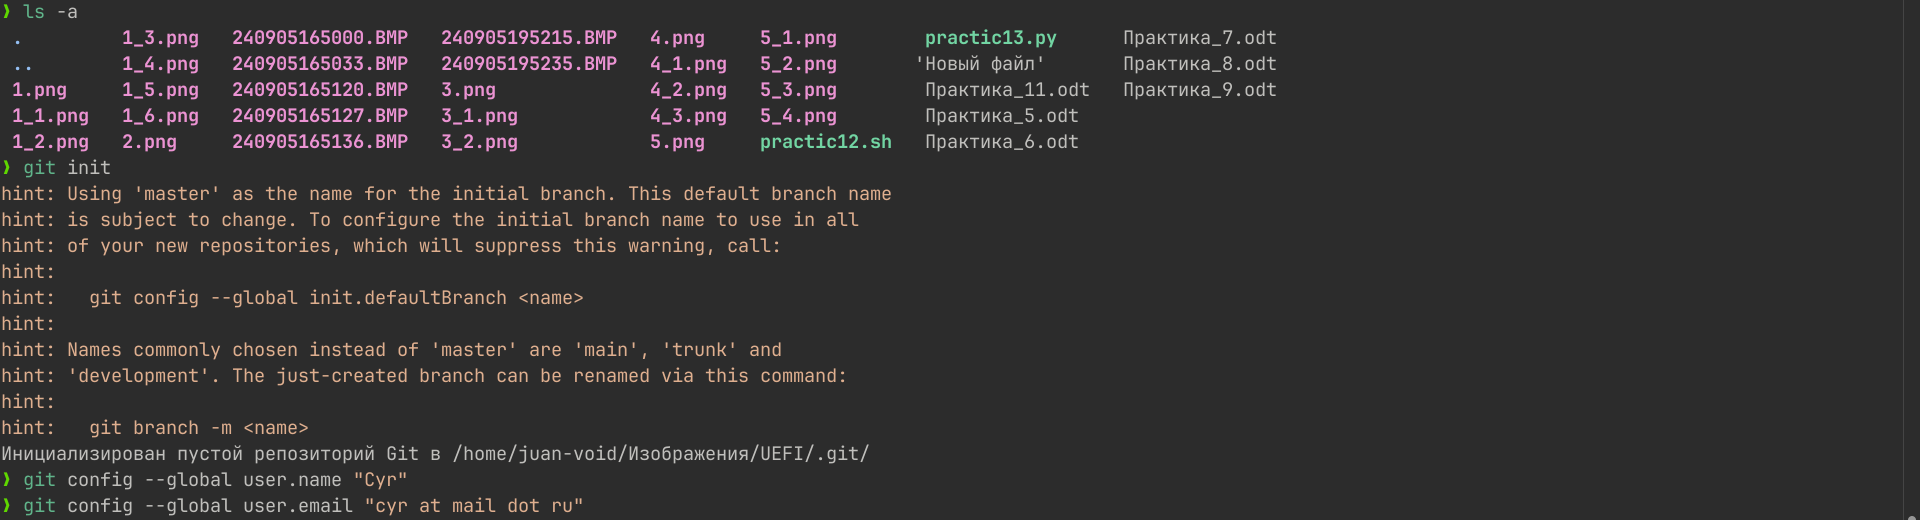 ❯ ls -a
. 1_3.png 240905165000.BMP 240905195215.BMP 4.png 5_1.png practic13.py Практика_7.odt
.. 1_4.png 240905165033.BMP 240905195235.BMP 4_1.png 5_2.png 'Новый файл' Практика_8.odt
1.png 1_5.png 240905165120.BMP 3.png 4_2.png 5_3.png Практика_11.odt Практика_9.odt
1_1.png 1_6.png 240905165127.BMP 3_1.png 4_3.png 5_4.png Практика_5.odt
1_2.png 2.png 240905165136.BMP 3_2.png 5.png practic12.sh Практика_6.odt
❯ git init
hint: Using 'master' as the name for the initial branch. This default branch name
hint: is subject to change. To configure the initial branch name to use in all
hint: of your new repositories, which will suppress this warning, call:
hint:
hint: git config --global init.defaultBranch <name>
hint:
hint: Names commonly chosen instead of 'master' are 'main', 'trunk' and
hint: 'development'. The just-created branch can be renamed via this command:
hint:
hint: git branch -m <name>
Инициализирован пустой репозиторий Git в /home/juan-void/Изображения/UEFI/.git/
❯ git config --global user.name "Cyr"
❯ git config --global user.email "cyr at mail dot ru"